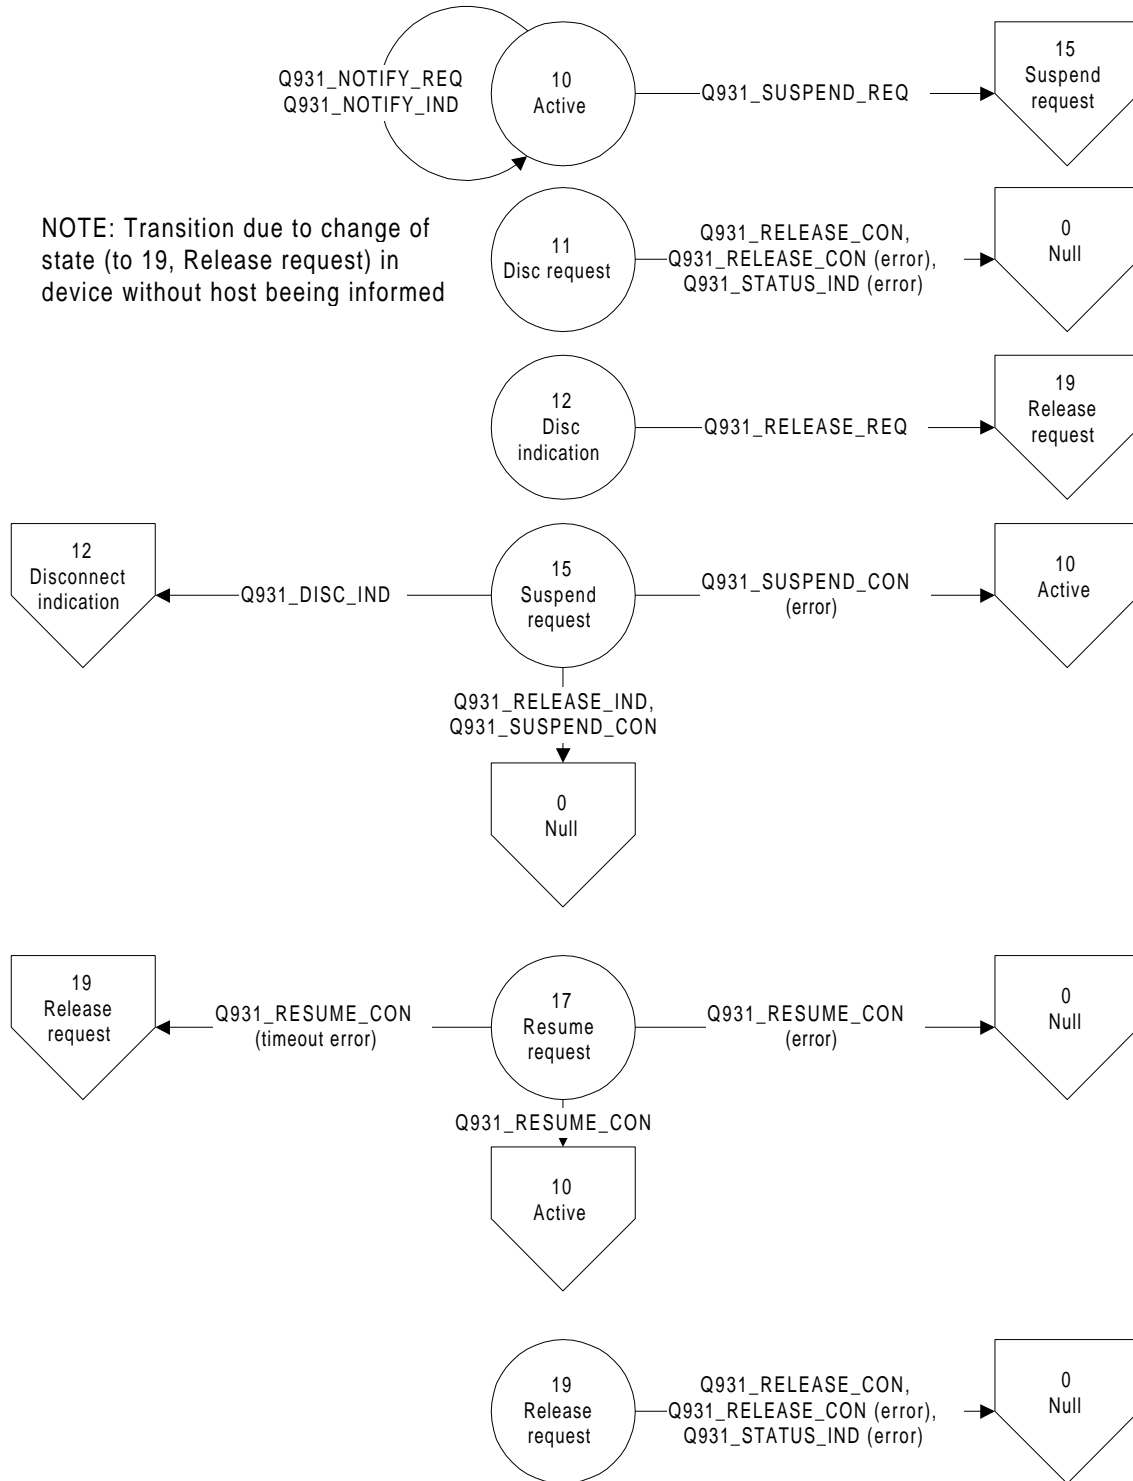 Q931_NOTIFY_REQ
Q931_NOTIFY_IND
10
Active
Q931_SUSPEND_REQ
15
Suspend
request
NOTE: Transition due to change of
state (to 19, Release request) in
device without host beeing informed
11
Disc request
Q931_RELEASE_CON,
Q931_RELEASE_CON (error),
Q931_STATUS_IND (error)
0
Null
12
Disc
indication
Q931_RELEASE_REQ
19
Release
request
12
Disconnect
indication
Q931_DISC_IND
15
Suspend
request
Q931_SUSPEND_CON
(error)
10
Active
Q931_RELEASE_IND,
Q931_SUSPEND_CON
0
Null
19
Release
request
Q931_RESUME_CON
(timeout error)
17
Resume
request
Q931_RESUME_CON
(error)
0
Null
Q931_RESUME_CON
10
Active
19
Release
request
Q931_RELEASE_CON,
Q931_RELEASE_CON (error),
Q931_STATUS_IND (error)
0
Null